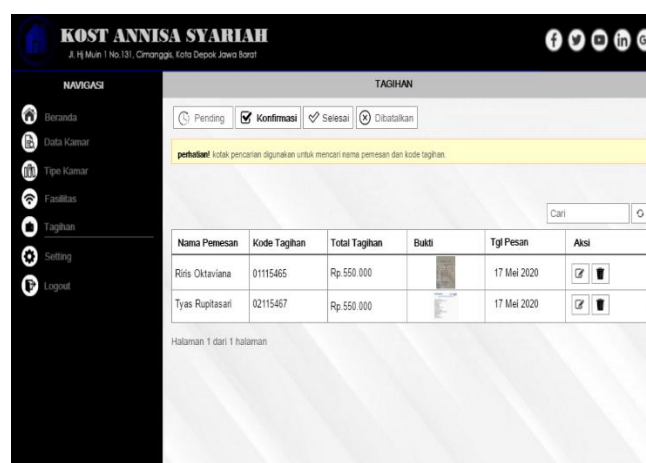 KOST ANNISA SYARIAH
Jl. Hj Muin 1 No.131, Cimanggis, Kota Depok Jawa Barat
NAVIGASI
Beranda
Data Kamar
Tipe Kamar
Fasilitas
Tagihan
Setting
Logout
TAGIHAN
Pending Konfirmasi Selesai Dibatalkan
perhatian! kotak pencarian digunakan untuk mencari nama pemesan dan kode tagihan.
Cari
Nama Pemesan Kode Tagihan Total Tagihan Bukti Tgl Pesan Aksi
Riris Oktaviana 01115465 Rp.550.000 17 Mei 2020
Tyas Rupitasari 02115467 Rp.550.000 17 Mei 2020
Halaman 1 dari 1 halaman